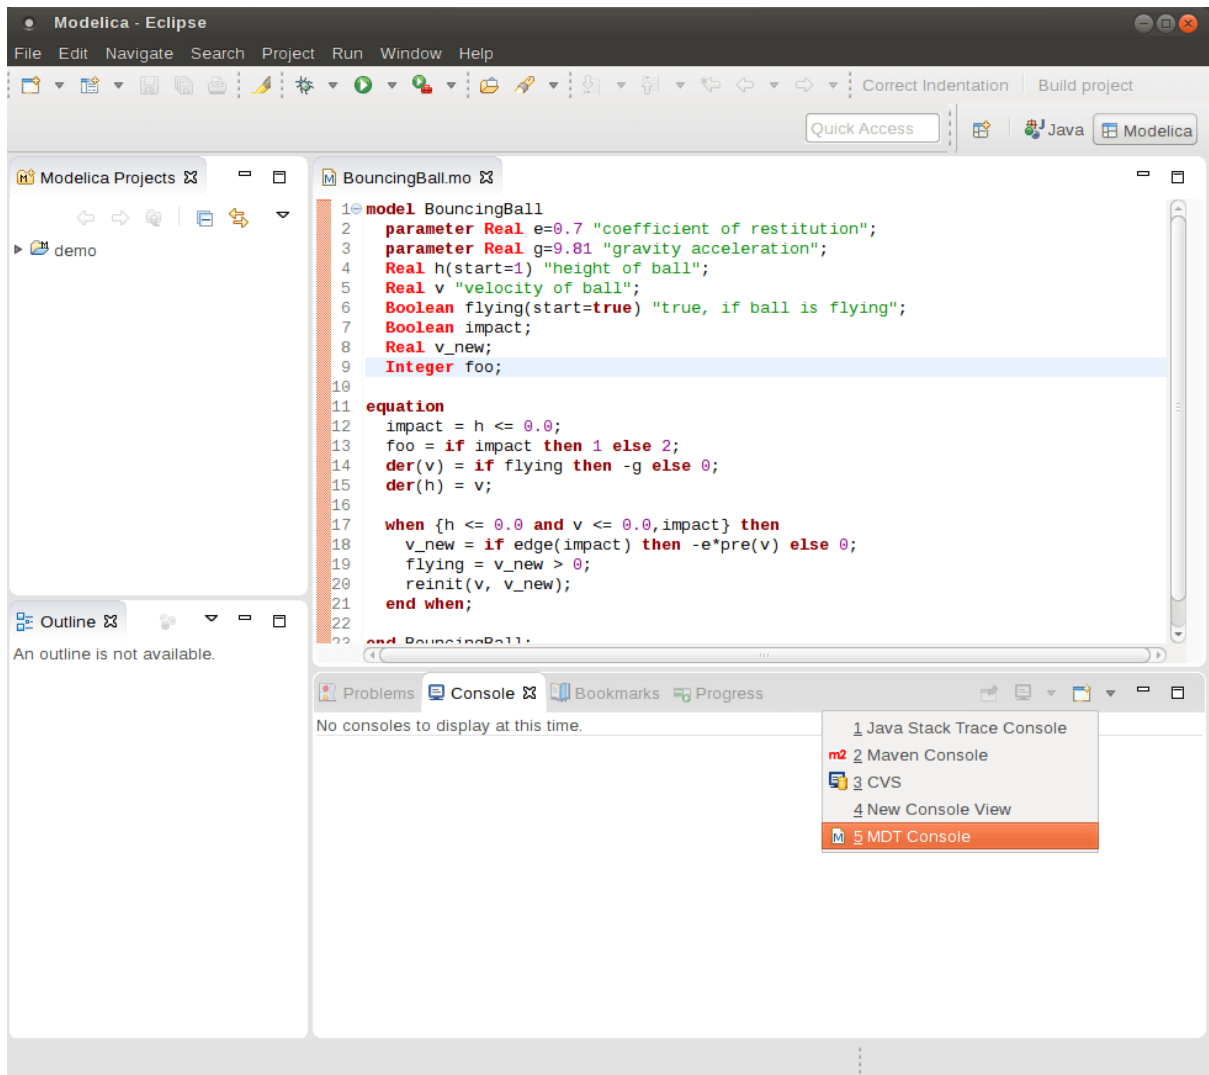 Modelica - Eclipse
File Edit Navigate Search Project Run Window Help
Correct Indentation Build project
Quick Access Java Modelica
Modelica Projects
demo
BouncingBall.mo
1 model BouncingBall
2 parameter Real e=0.7 "coefficient of restitution";
3 parameter Real g=9.81 "gravity acceleration";
4 Real h(start=1) "height of ball";
5 Real v "velocity of ball";
6 Boolean flying(start=true) "true, if ball is flying";
7 Boolean impact;
8 Real v_new;
9 Integer foo;
10
11 equation
12 impact = h <= 0.0;
13 foo = if impact then 1 else 2;
14 der(v) = if flying then -g else 0;
15 der(h) = v;
16
17 when {h <= 0.0 and v <= 0.0,impact} then
18 v_new = if edge(impact) then -e*pre(v) else 0;
19 flying = v_new > 0;
20 reinit(v, v_new);
21 end when;
22
23 end BouncingBall;
Outline
An outline is not available.
Problems Console Bookmarks Progress
No consoles to display at this time.
1 Java Stack Trace Console
m2 2 Maven Console
3 CVS
4 New Console View
M 5 MDT Console